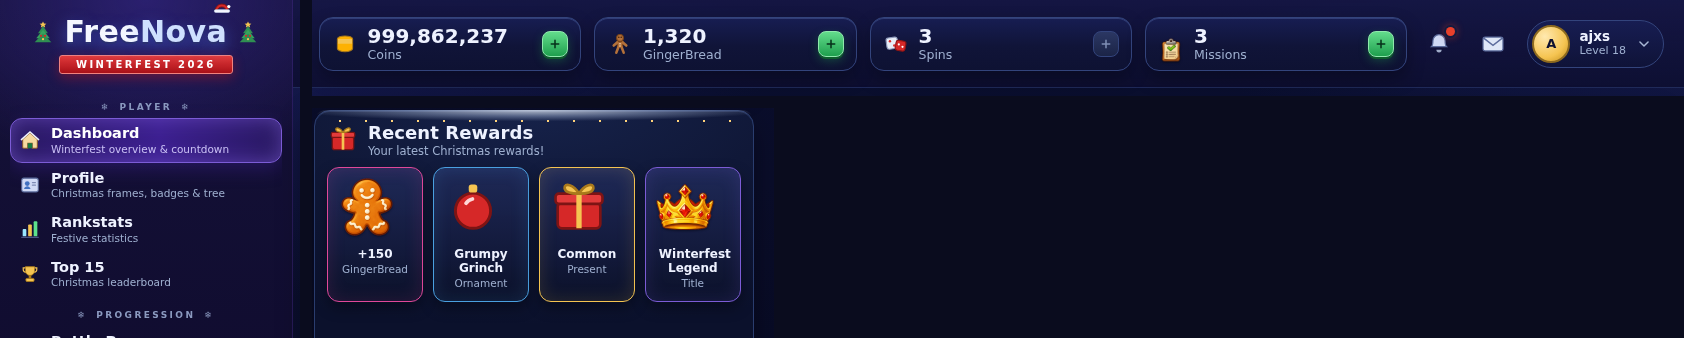 FreeNova
WINTERFEST 2026
PLAYER
Dashboard
Winterfest overview & countdown
Profile
Christmas frames, badges & tree
Rankstats
Festive statistics
Top 15
Christmas leaderboard
PROGRESSION
999,862,237
Coins
+
1,320
GingerBread
+
3
Spins
+
3
Missions
+
A
ajxs
Level 18
Recent Rewards
Your latest Christmas rewards!
+150
GingerBread
Grumpy
Grinch
Ornament
Common
Present
Winterfest
Legend
Title